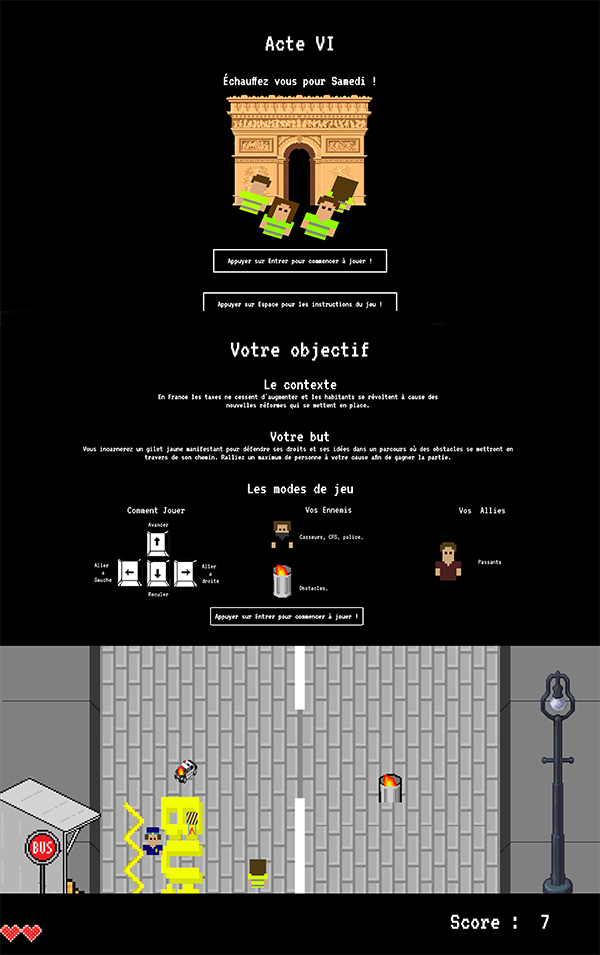 Acte VI
Échauffez vous pour Samedi !
Appuyer sur Entrer pour commencer à jouer !
Appuyer sur Espace pour les instructions du jeu !
Votre objectif
Le contexte
En France les taxes ne cessent d'augmenter et les habitants se révoltent à cause des
nouvelles réformes qui se mettent en place.
Votre but
Vous incarnerez un gilet jaune manifestant pour défendre ses droits et ses idées dans un parcours où des obstacles se mettront en
travers de son chemin. Ralliez un maximum de personne à votre cause afin de gagner la partie.
Les modes de jeu
Comment Jouer
Avancer
Aller
à
Gauche
Aller
à
droite
Reculer
Vos Ennemis
Casseurs, CRS, police…
Obstacles…
Vos Allies
Passants
Appuyer sur Entrer pour commencer à jouer !
BUS
Score : 7